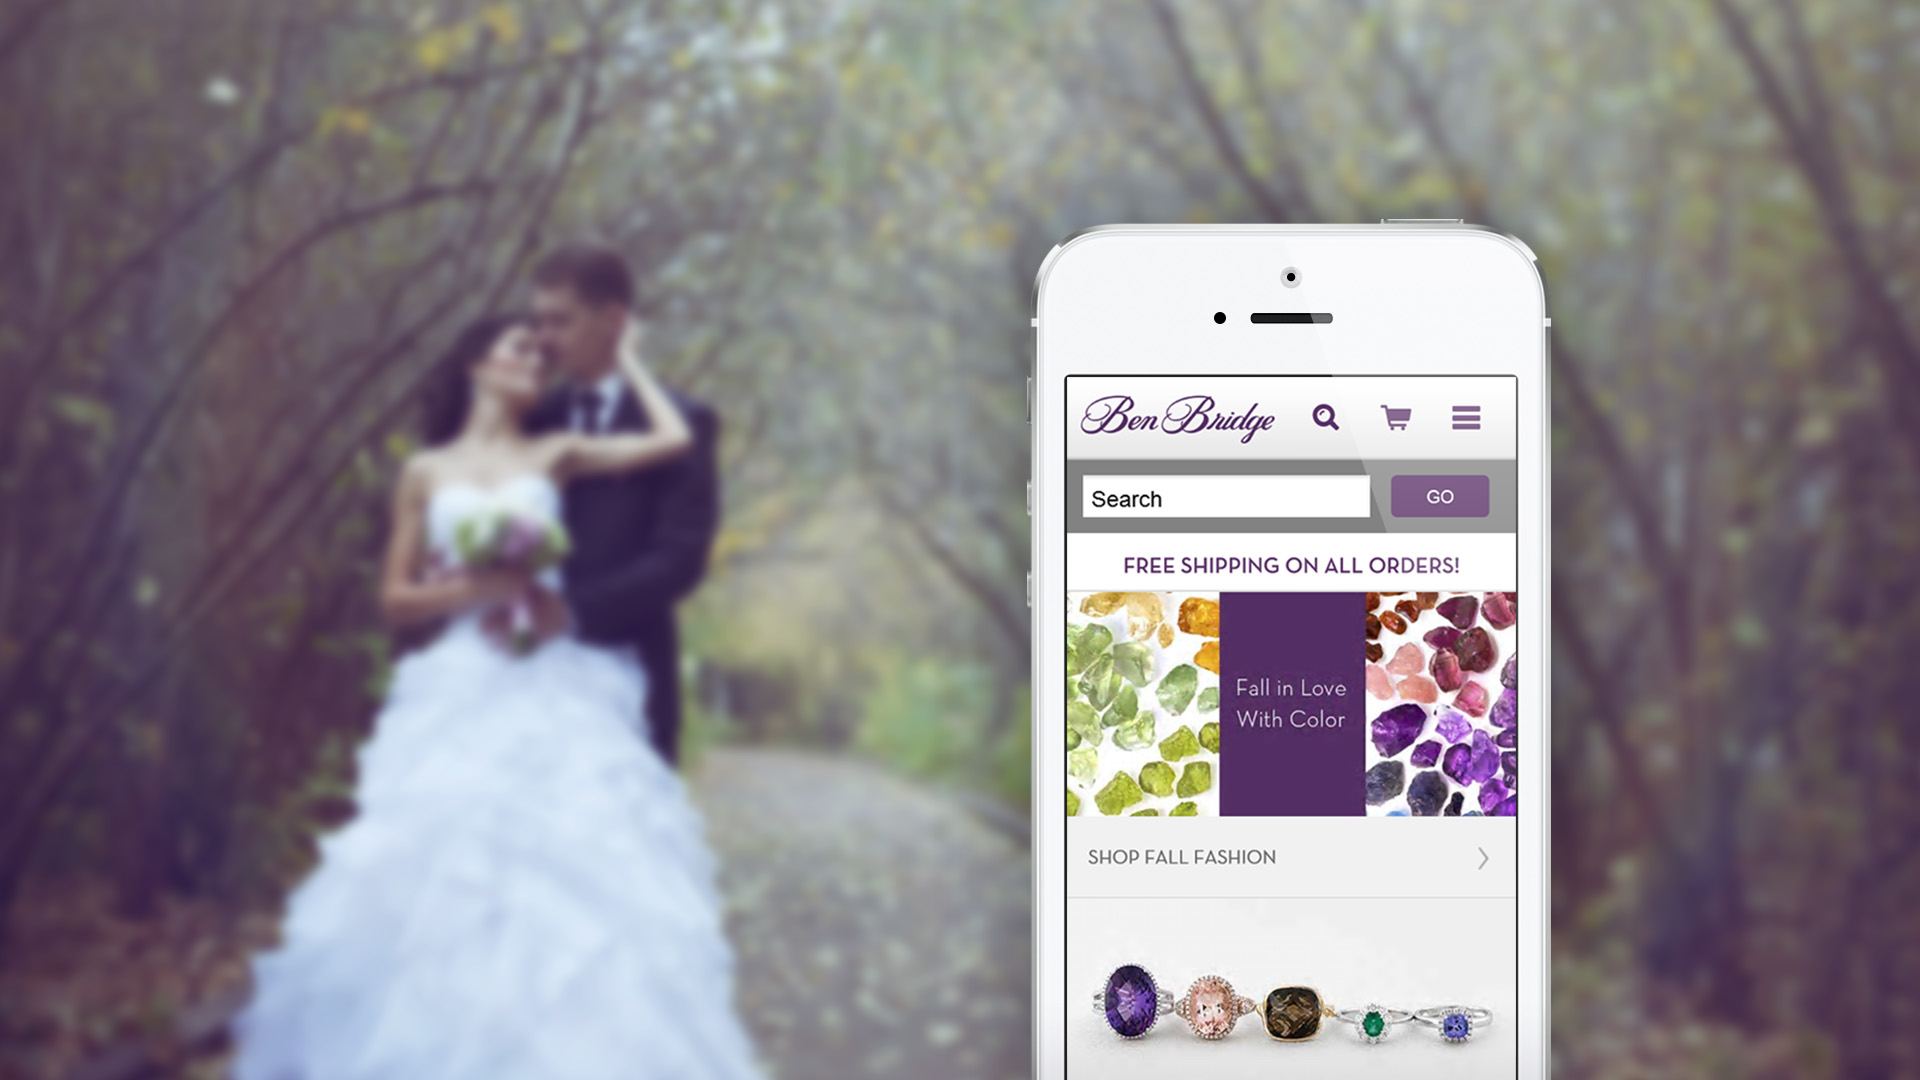 Ben Bridge
Search
GO
FREE SHIPPING ON ALL ORDERS!
Fall in Love
With Color
SHOP FALL FASHION